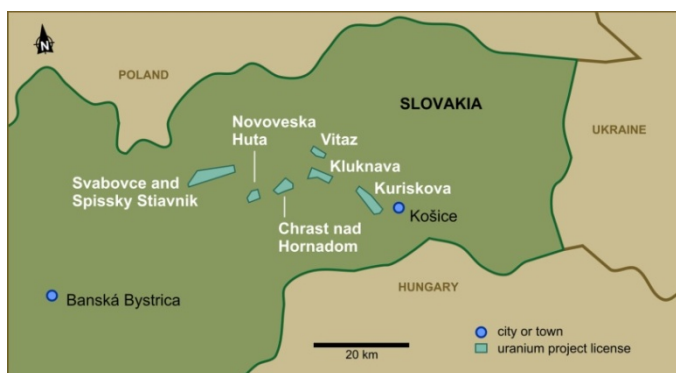 N
POLAND
SLOVAKIA
UKRAINE
Novoveska
Huta
Vitaz
Kluknava
Svabovce and
Spissky Stiavnik
Kuriskova
Košice
Chrast nad
Hornadom
HUNGARY
Banská Bystrica
20 km
city or town
uranium project license